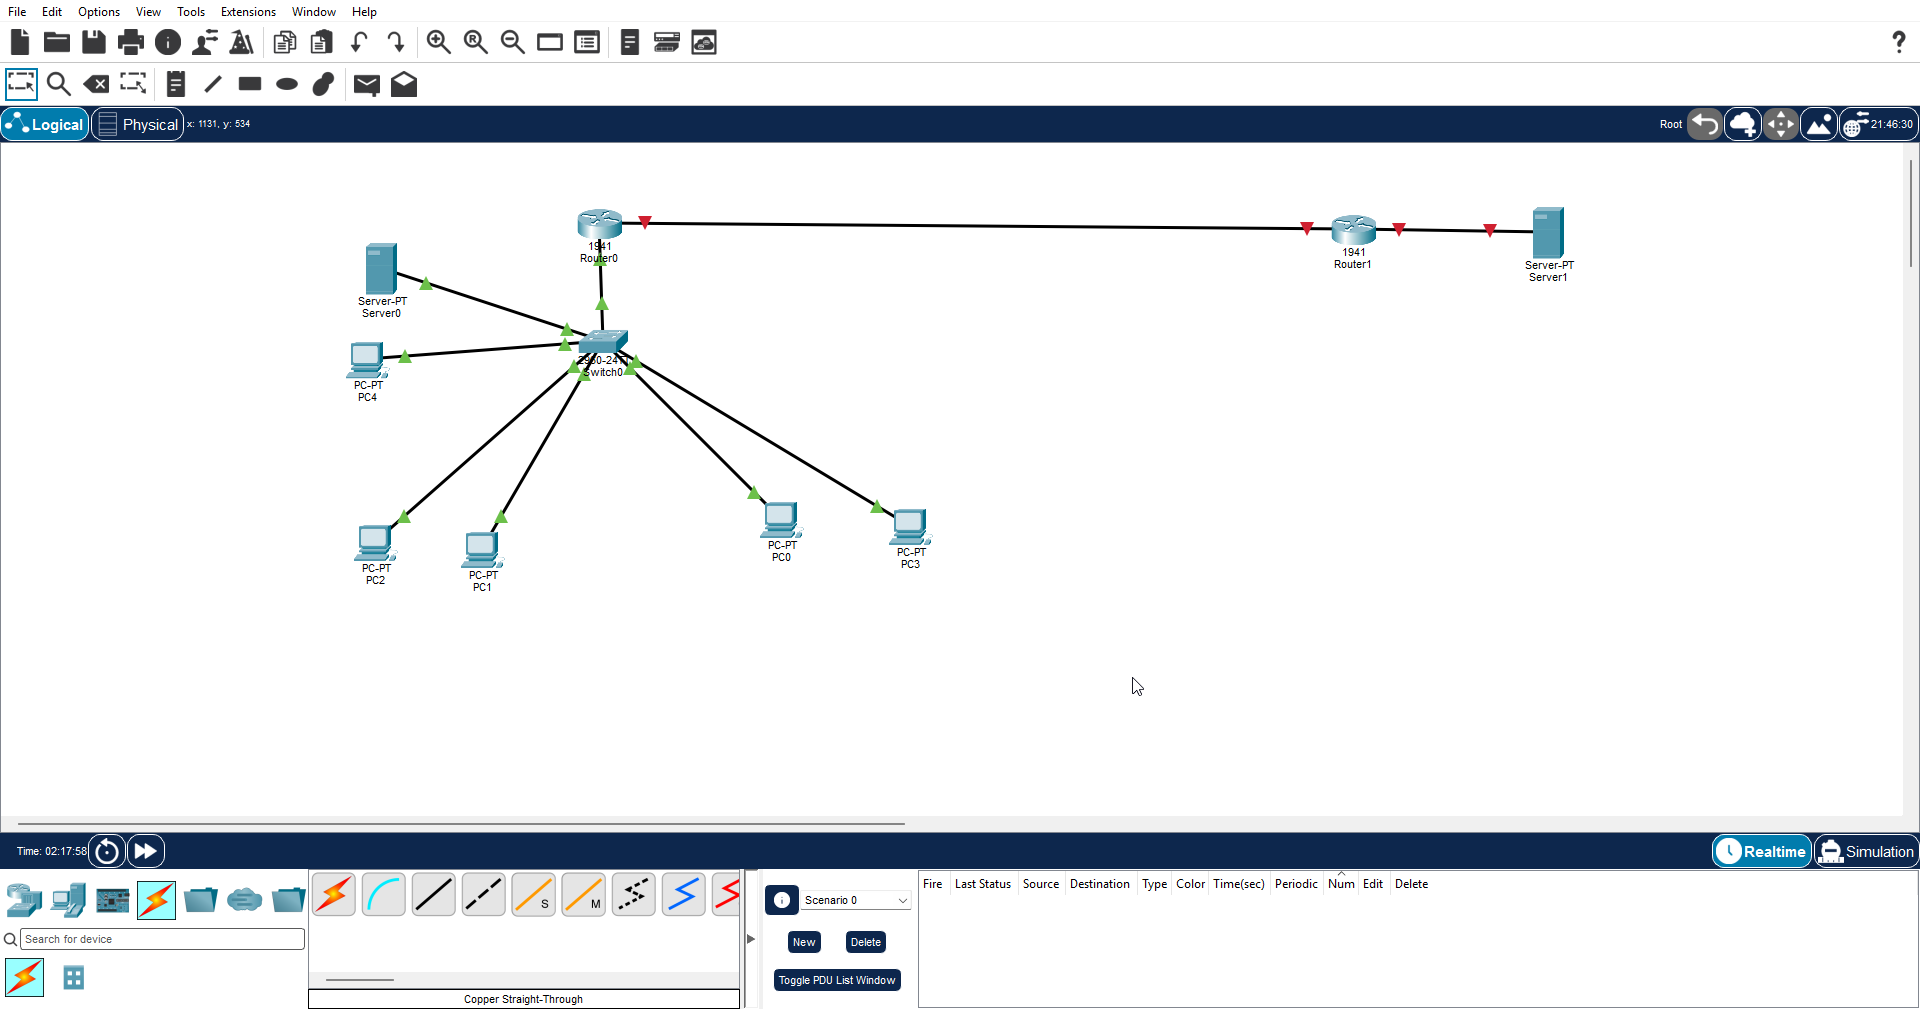 File Edit Options View Tools Extensions Window Help
Logical Physical x: 1131, y: 534 Root 21:46:30
1941
Router0
1941
Router1
Server-PT
Server1
Server-PT
Server0
2960-24TT
Switch0
PC-PT
PC4
PC-PT
PC2
PC-PT
PC1
PC-PT
PC0
PC-PT
PC3
Time: 02:17:58 Realtime Simulation
Fire Last Status Source Destination Type Color Time(sec) Periodic Num Edit Delete
S M
Scenario 0
Search for device
New Delete
Toggle PDU List Window
Copper Straight-Through